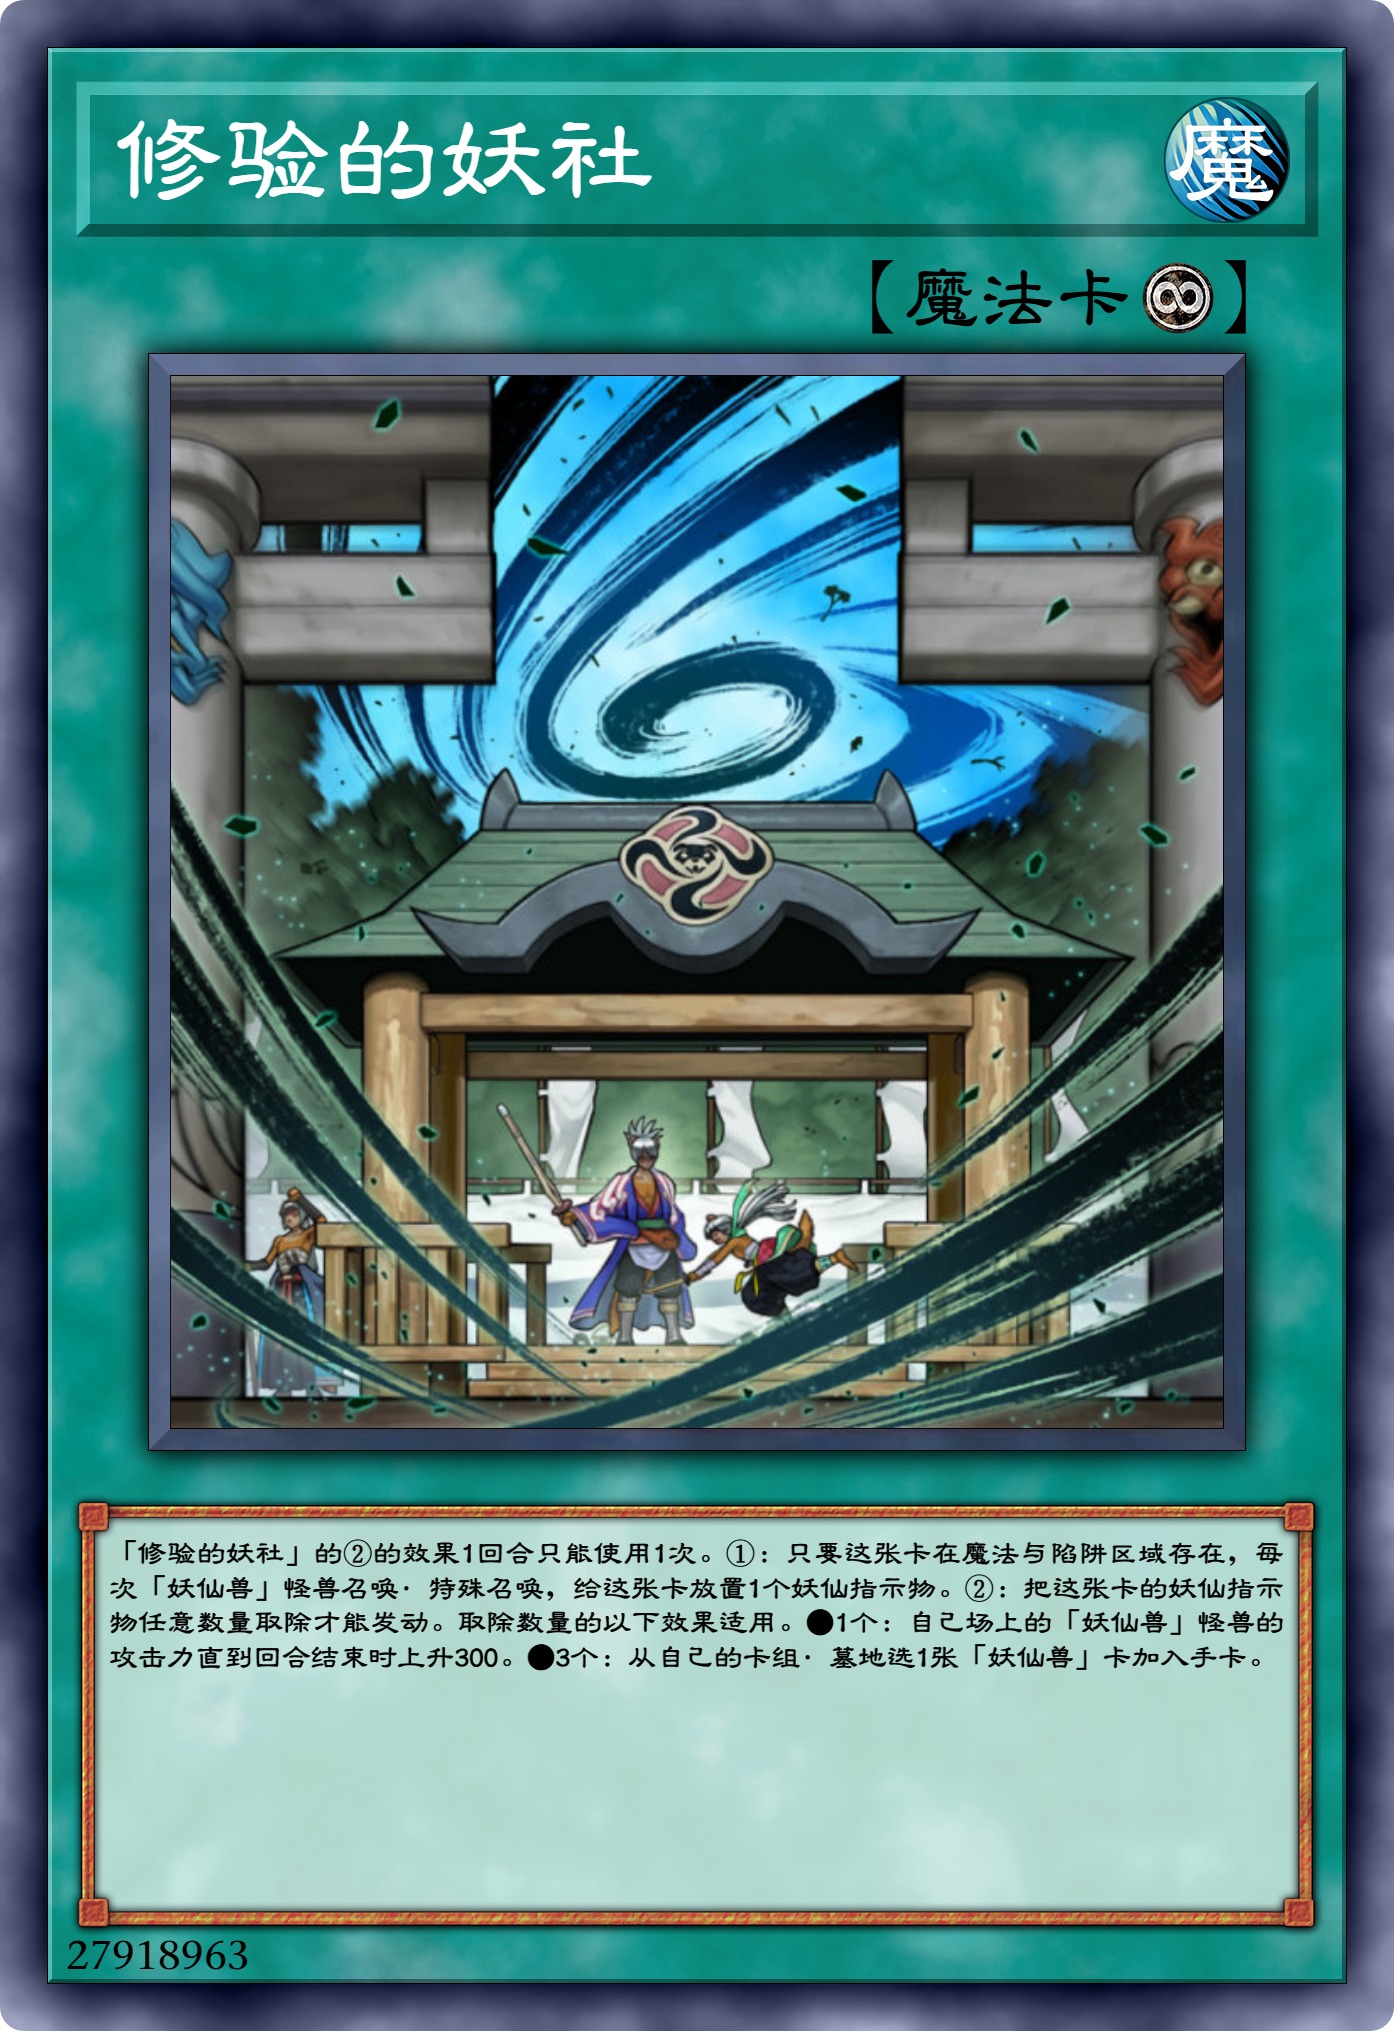 修验的妖社
魔
【魔法卡】
「修验的妖社」的②的效果1回合只能使用1次。①：只要这张卡在魔法与陷阱区域存在，每
次「妖仙兽」怪兽召唤·特殊召唤，给这张卡放置1个妖仙指示物。②：把这张卡的妖仙指示
物任意数量取除才能发动。取除数量的以下效果适用。●1个：自己场上的「妖仙兽」怪兽的
攻击力直到回合结束时上升300。●3个：从自己的卡组·墓地选1张「妖仙兽」卡加入手卡。
27918963